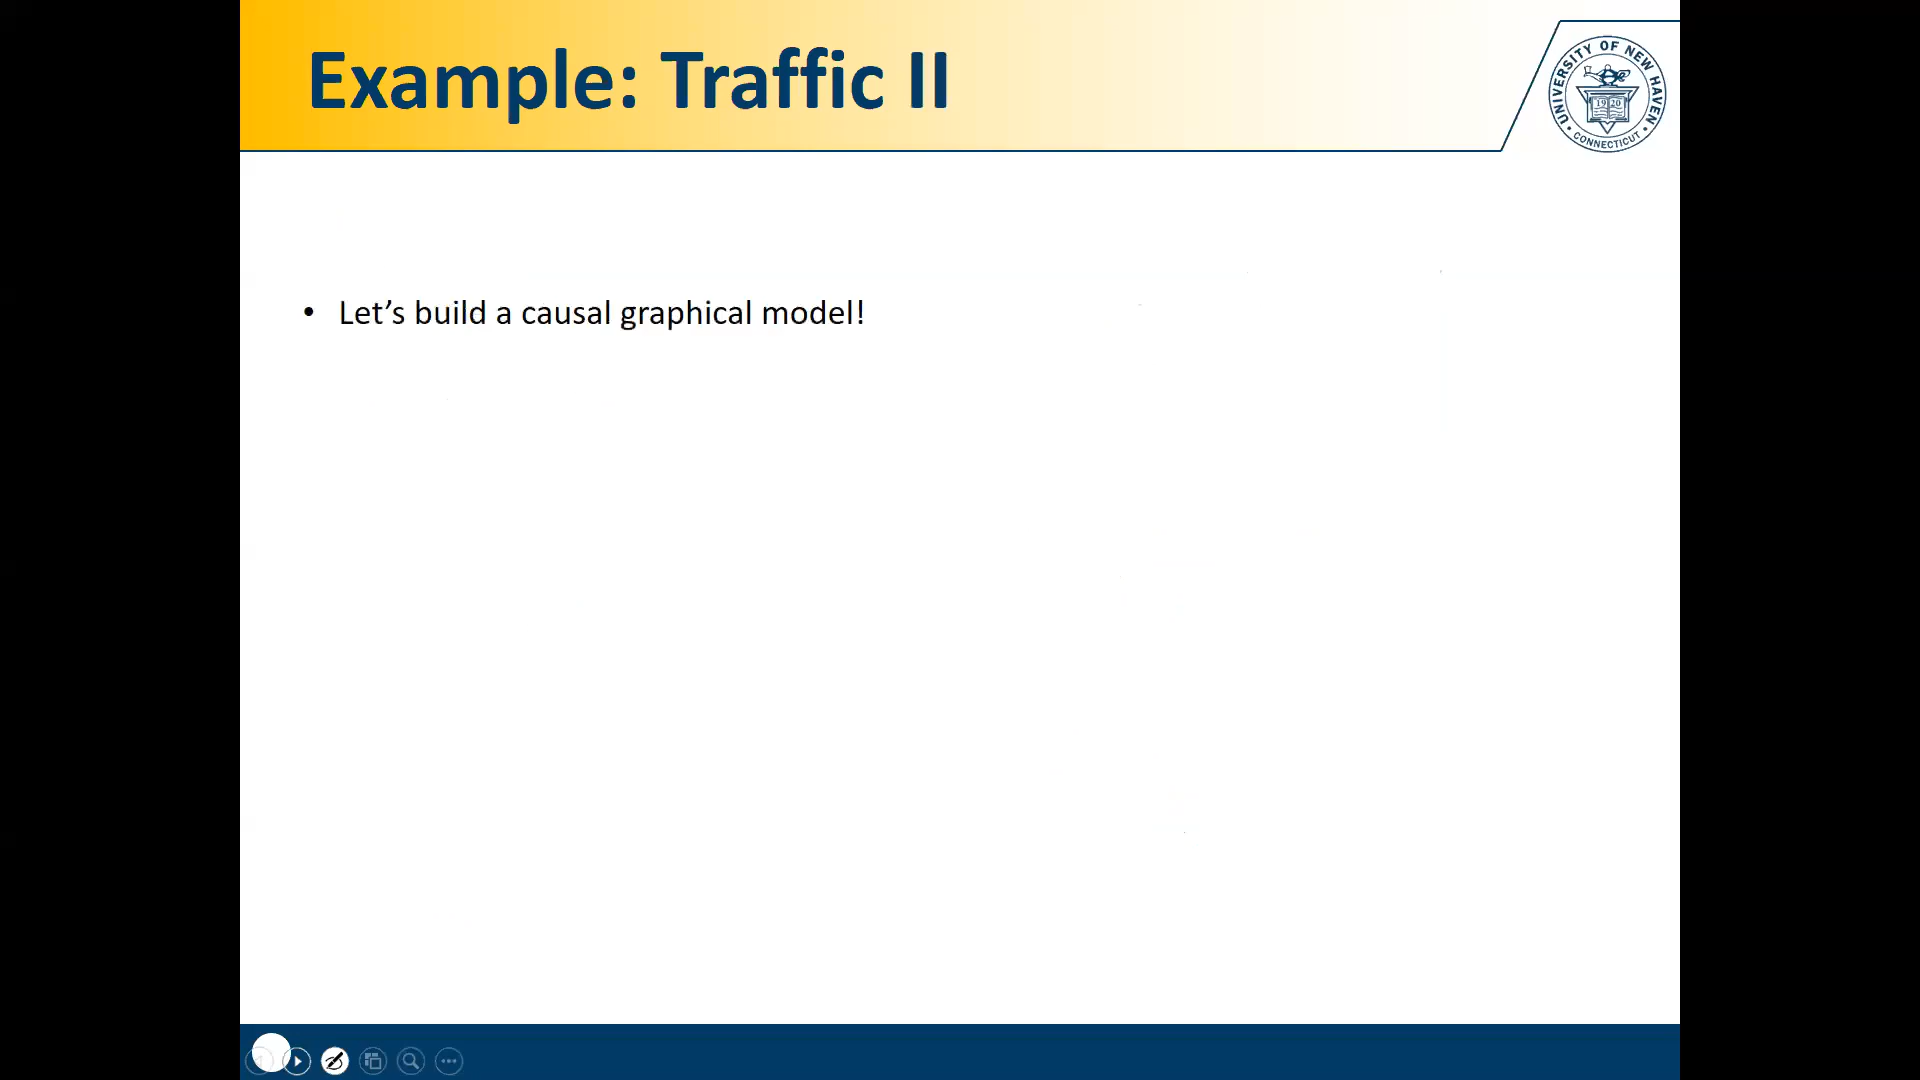 Example: Traffic II
UNIVERSITY OF NEW HAVEN
1920
CONNECTICUT
• Let’s build a causal graphical model!